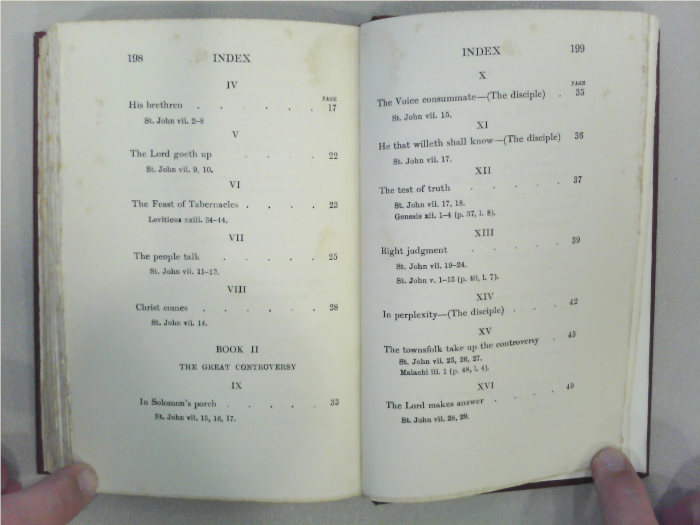 198 INDEX
IV
PAGE
His brethren . . . . . . 17
St. John vii. 2-8
V
The Lord goeth up . . . . 22
St. John vii. 9, 10.
VI
The Feast of Tabernacles . . . . 23
Leviticus xxiii. 34-44.
VII
The people talk . . . . . 25
St. John vii. 11-13.
VIII
Christ comes . . . . . . 28
St. John vii. 14.
BOOK II
THE GREAT CONTROVERSY
IX
In Solomon's porch . . . . . 33
St. John vii. 15, 16, 17.
INDEX 199
X
PAGE
The Voice consummate—(The disciple) . 35
St. John vii. 15.
XI
He that willeth shall know—(The disciple) 36
St. John vii. 17.
XII
The test of truth . . . . . 37
St. John vii. 17, 18.
Genesis xii. 1-4 (p. 37, l. 8).
XIII
Right judgment . . . . . 39
St. John vii. 19-24.
St. John v. 1-15 (p. 40, l. 7).
XIV
In perplexity—(The disciple) . . . 42
XV
The townsfolk take up the controversy . 45
St. John vii. 25, 26, 27.
Malachi iii. 1 (p. 48, l. 4).
XVI
The Lord makes answer . . . . 49
St. John vii. 28, 29.